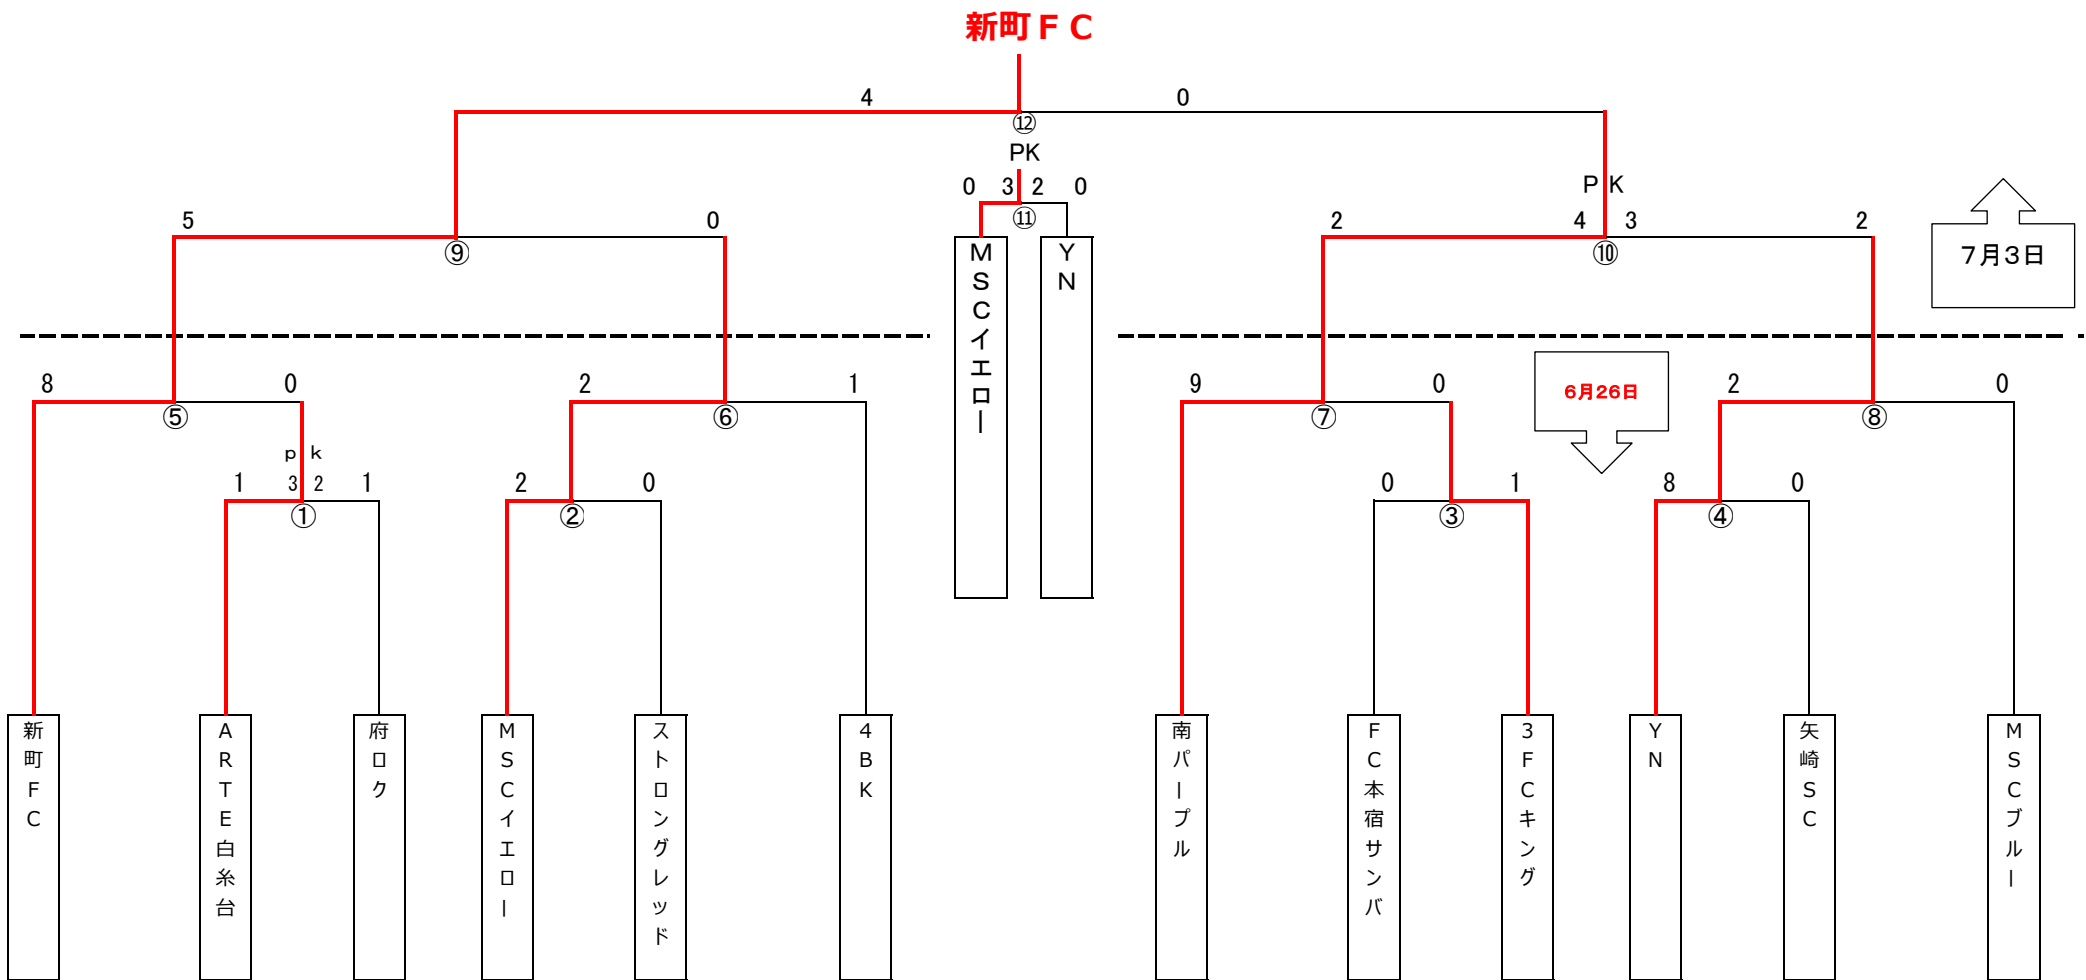 新町ＦＣ
4 0
⑫
PK
0 3 2 0
⑪
ＰＫ
5 0
⑨
2 4 3 2
⑩
MSCイエロー
YN
7月3日
8 0
⑤
2 1
⑥
9 0
⑦
6月26日
2 0
⑧
ｐｋ
1 3 2 1
①
2 0
②
0 1
③
8 0
④
新町FC
ARTE白糸台
府ロク
MSCイエロー
ストロングレッド
4BK
南パープル
FC本宿サンバ
3FCキング
YN
矢崎SC
MSCブルー